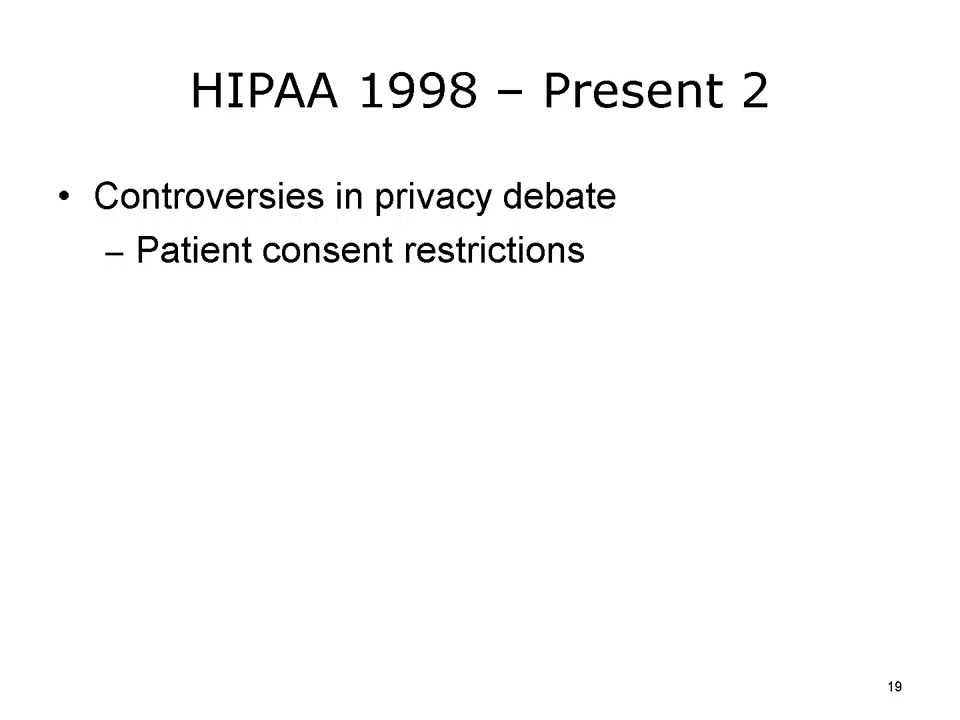 HIPAA 1998 – Present 2
• Controversies in privacy debate
– Patient consent restrictions
19